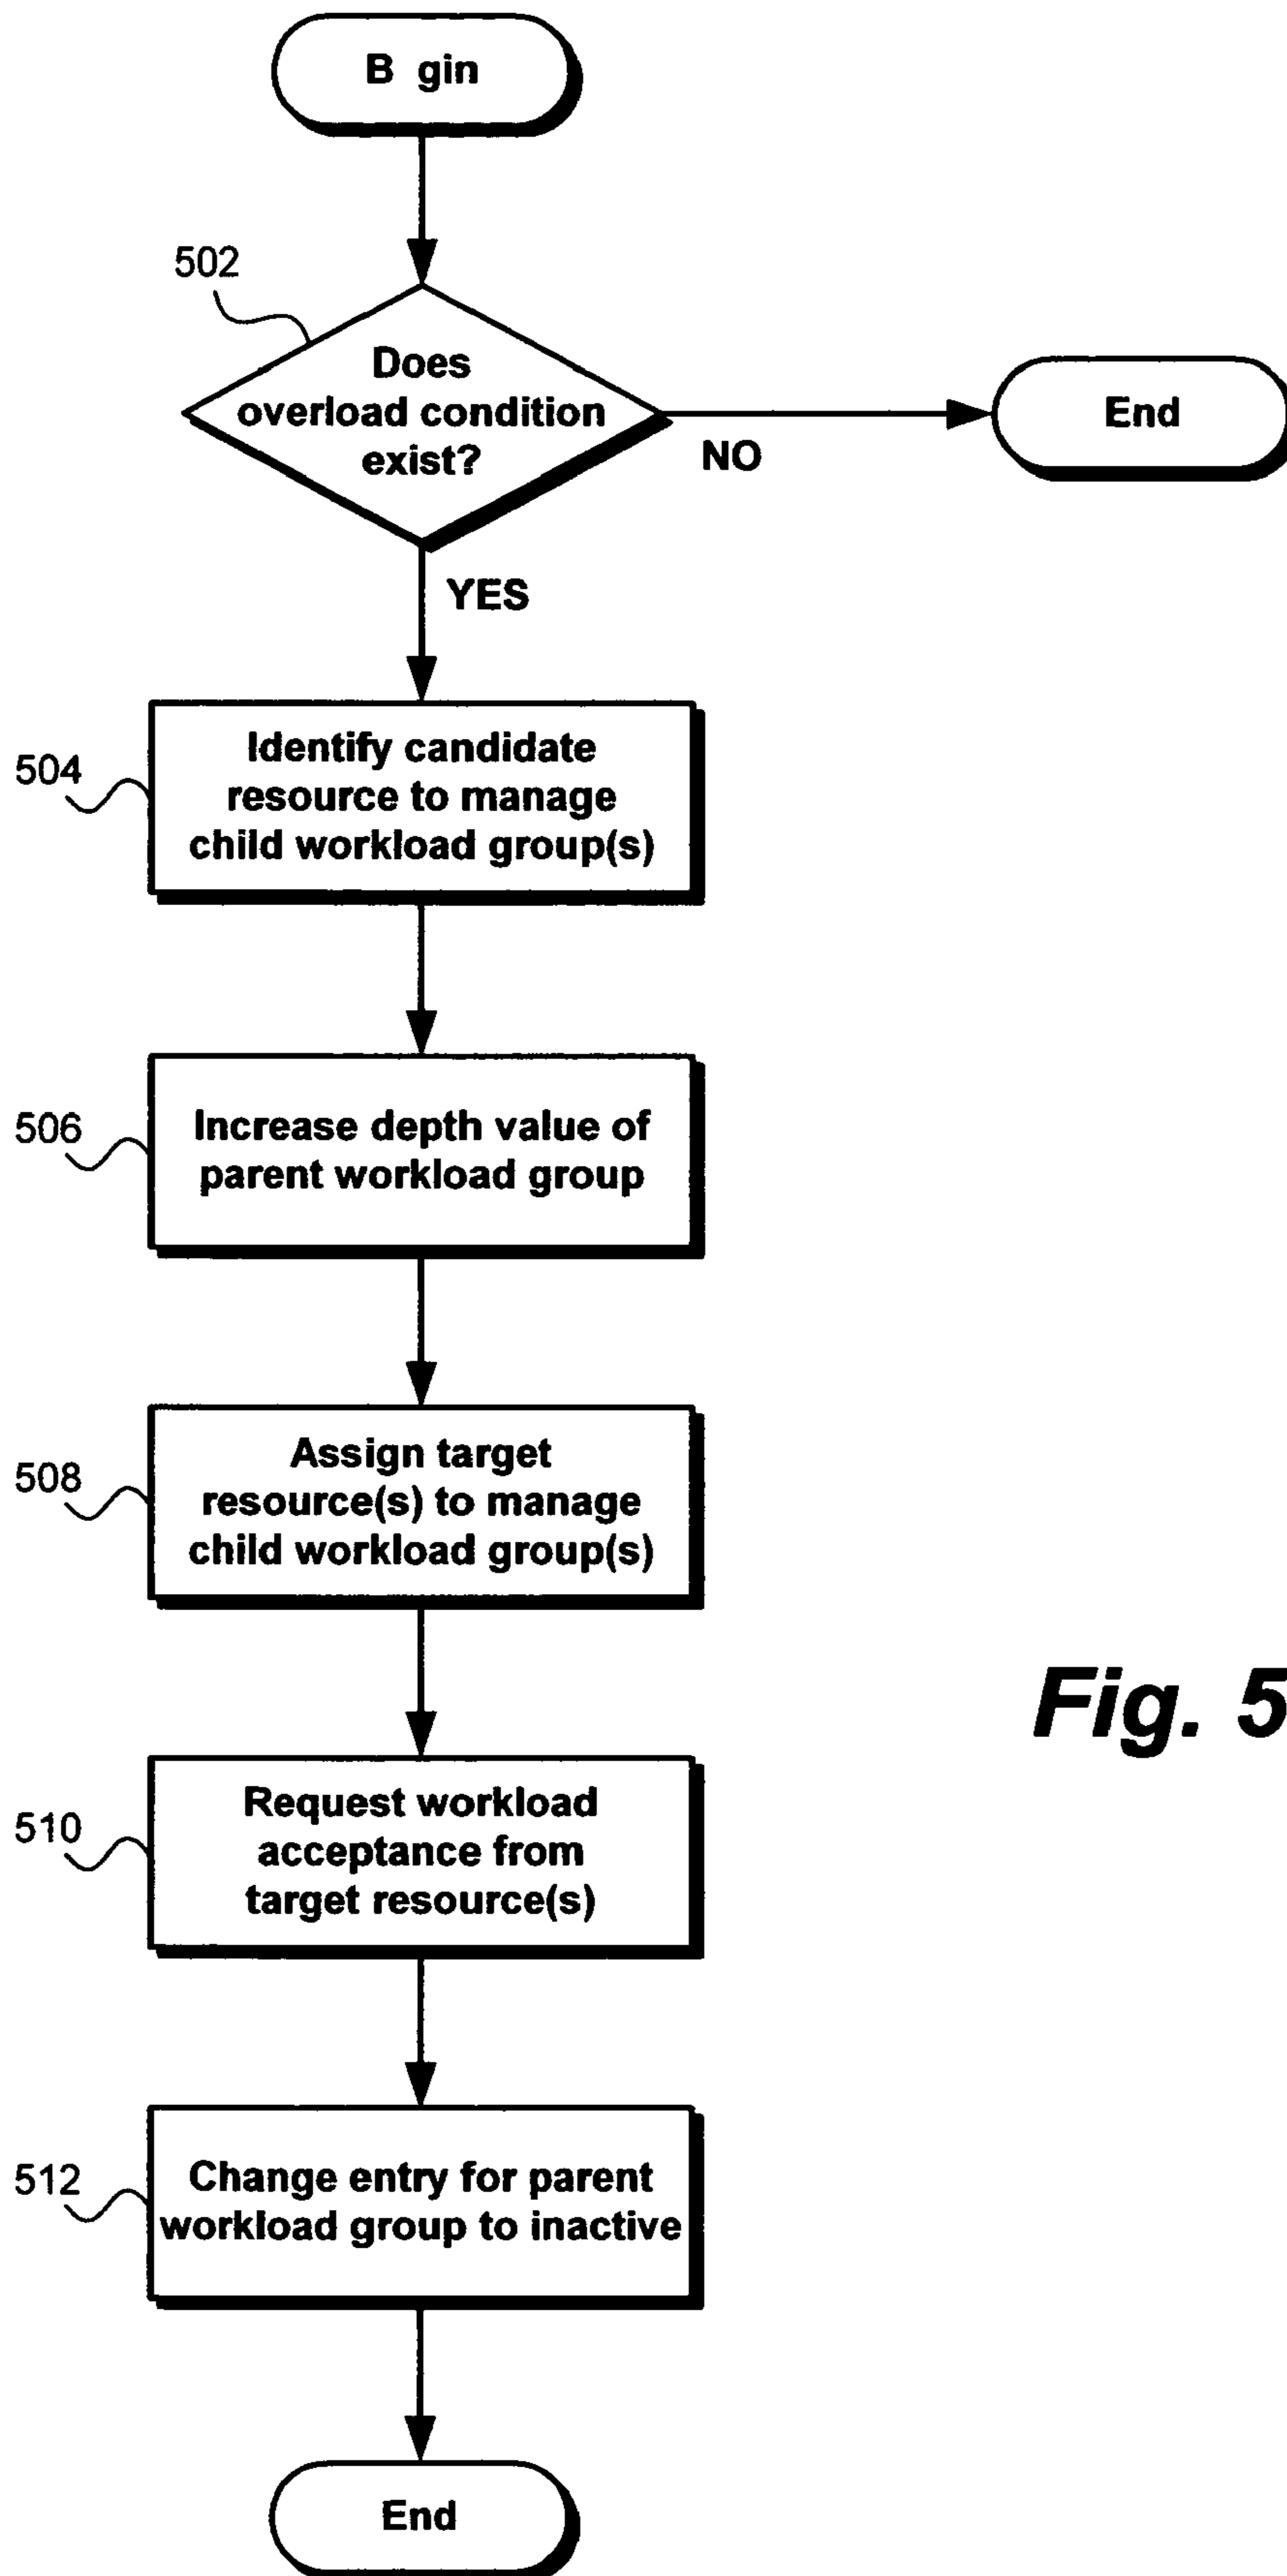 B gin
502
Does
overload condition
exist?
NO
End
YES
504
Identify candidate
resource to manage
child workload group(s)
506
Increase depth value of
parent workload group
508
Assign target
resource(s) to manage
child workload group(s)
Fig. 5
510
Request workload
acceptance from
target resource(s)
512
Change entry for parent
workload group to inactive
End